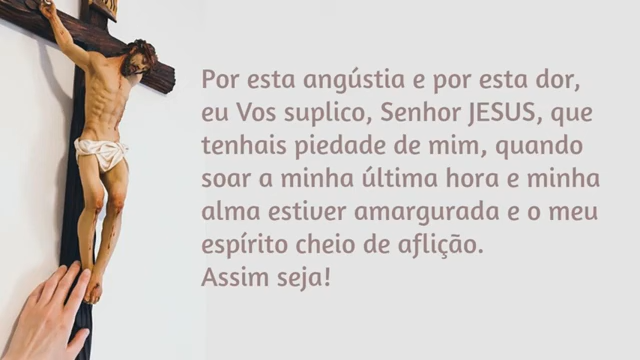 Por esta angústia e por esta dor,
eu Vos suplico, Senhor JESUS, que
tenhais piedade de mim, quando
soar a minha última hora e minha
alma estiver amargurada e o meu
espírito cheio de aflição.
Assim seja!